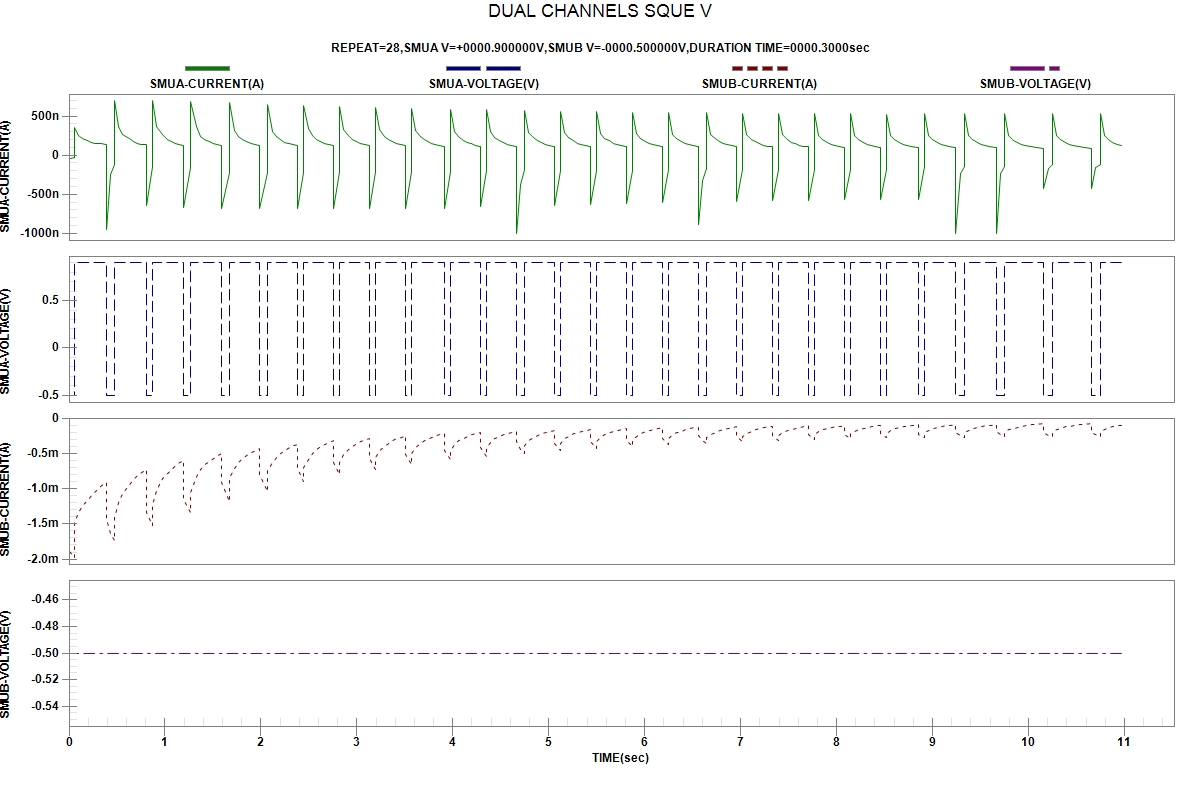 DUAL CHANNELS SQUE V
REPEAT=28,SMUA V=+0000.900000V,SMUB V=-0000.500000V,DURATION TIME=0000.3000sec
SMUA-CURRENT(A) SMUA-VOLTAGE(V) SMUB-CURRENT(A) SMUB-VOLTAGE(V)
SMUA-CURRENT(A)
500n
0
-500n
-1000n
SMUA-VOLTAGE(V)
0.5
0
-0.5
SMUB-CURRENT(A)
0
-0.5m
-1.0m
-1.5m
-2.0m
SMUB-VOLTAGE(V)
-0.46
-0.48
-0.50
-0.52
-0.54
0 1 2 3 4 5 6 7 8 9 10 11
TIME(sec)